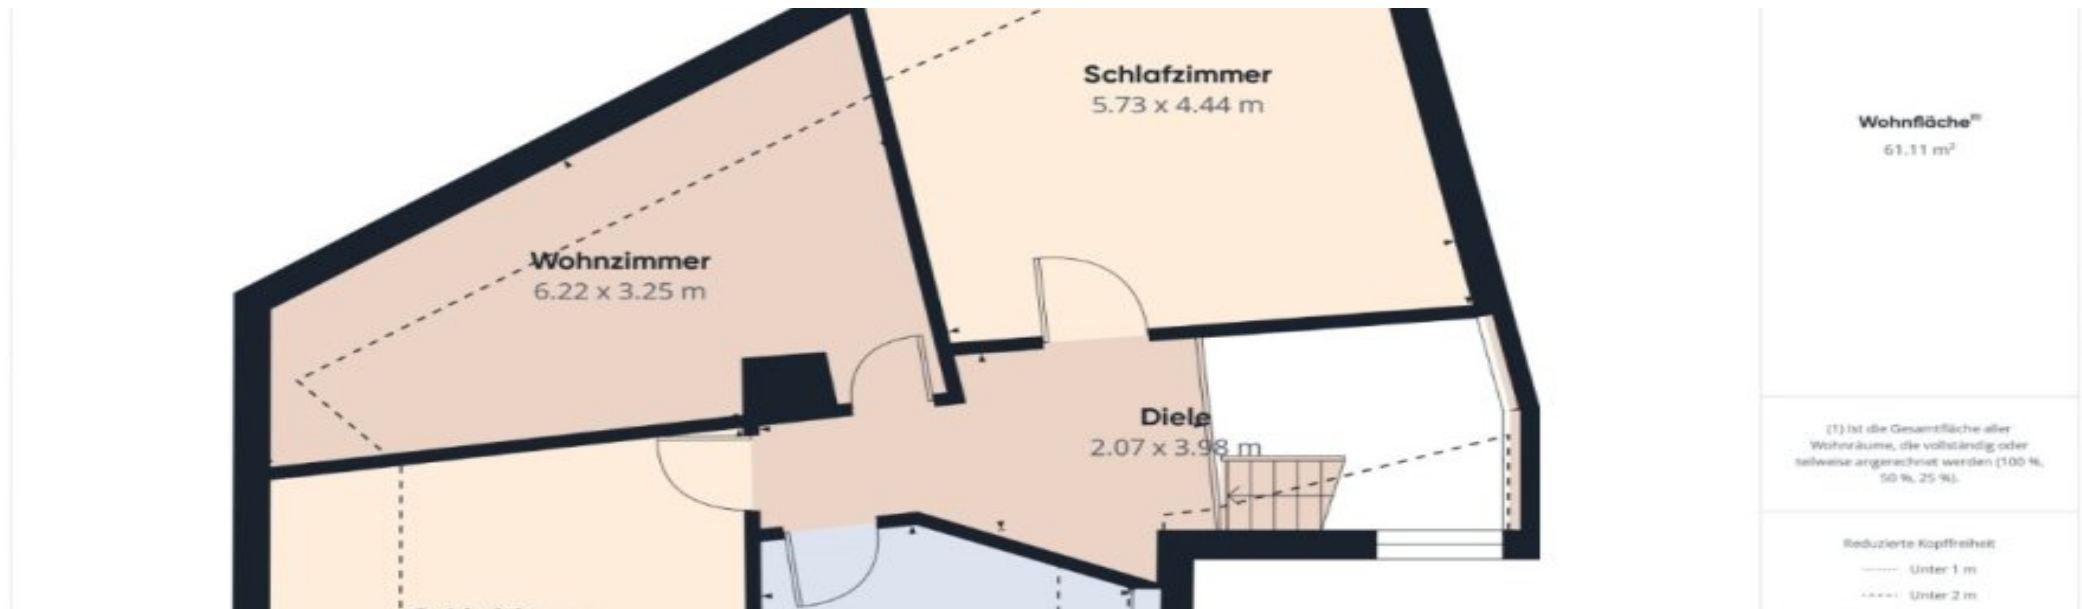 Schlafzimmer
5.73 x 4.44 m
Wohnzimmer
6.22 x 3.25 m
Diele
2.07 x 3.98 m
Wohnfläche⁽¹⁾
61.11 m²
(1) Ist die Gesamtfläche aller
Wohnräume, die vollständig oder
teilweise angerechnet werden (100 %,
50 %, 25 %).
Reduzierte Kopffreiheit
Unter 1 m
Unter 2 m